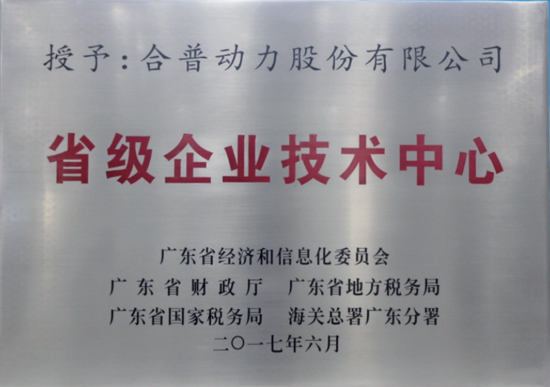 授予:合普动力股份有限公司
省级企业技术中心
广东省经济和信息化委员会
广东省财政厅 广东省地方税务局
广东省国家税务局 海关总署广东分署
二〇一七年六月